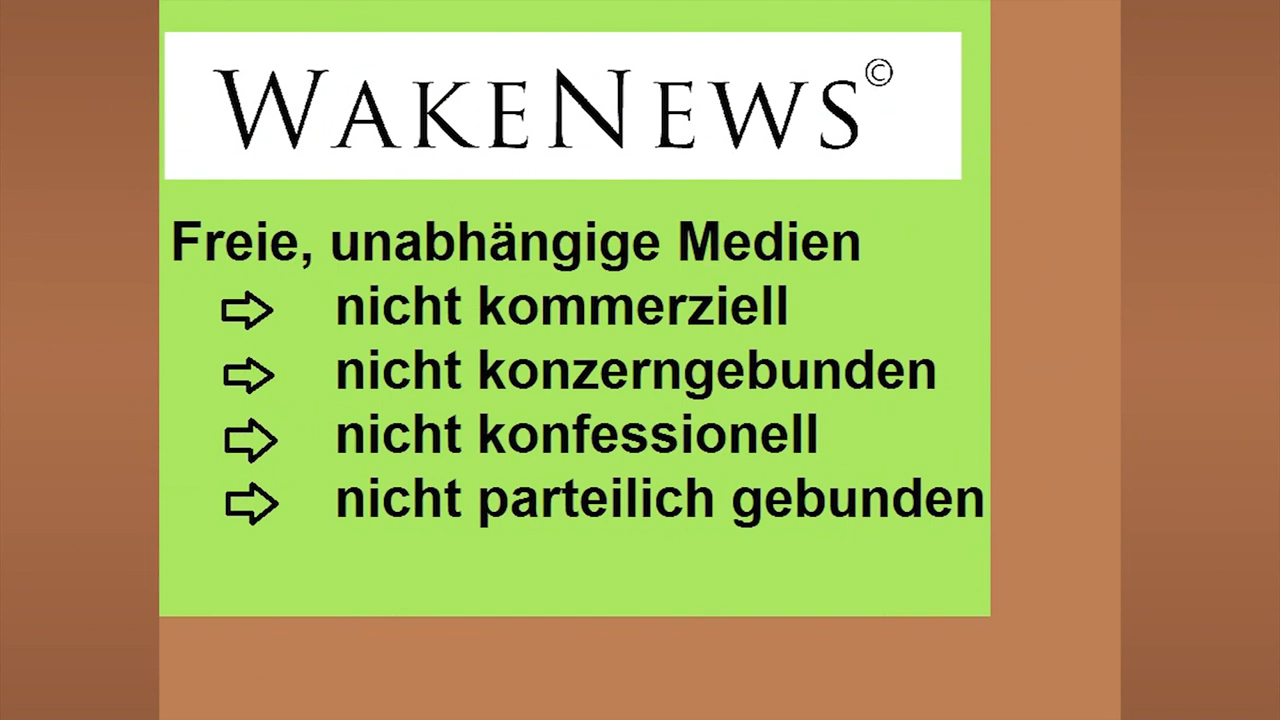 WAKENEWS©
Freie, unabhängige Medien
⇨ nicht kommerziell
⇨ nicht konzerngebunden
⇨ nicht konfessionell
⇨ nicht parteilich gebunden